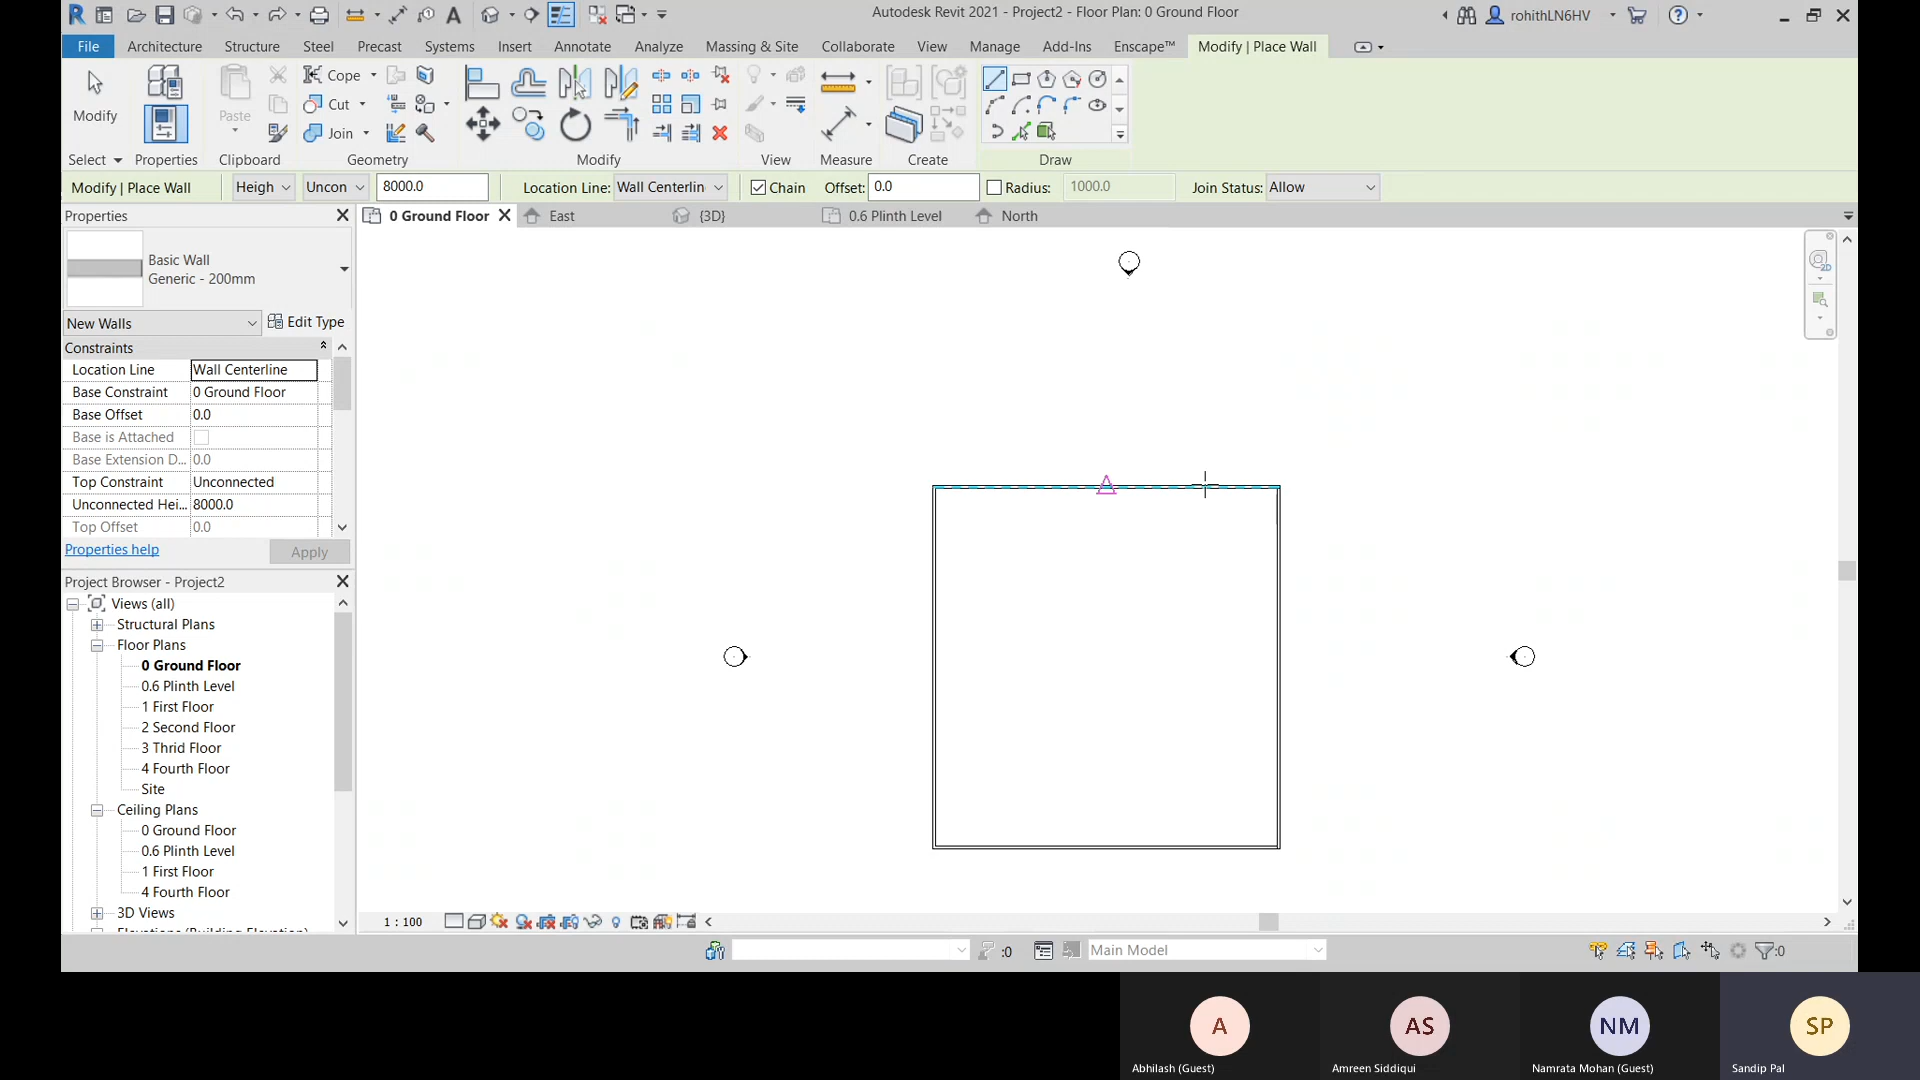 Autodesk Revit 2021 - Project2 - Floor Plan: 0 Ground Floor
rohithLN6HV
File Architecture Structure Steel Precast Systems Insert Annotate Analyze Massing & Site Collaborate View Manage Add-Ins Enscape™ Modify | Place Wall
Modify
Paste
Cope
Cut
Join
Select Properties Clipboard Geometry Modify View Measure Create Draw
Modify | Place Wall Heigh Uncon 8000.0 Location Line: Wall Centerlin Chain Offset: 0.0 Radius: 1000.0 Join Status: Allow
Properties
0 Ground Floor East {3D} 0.6 Plinth Level North
Basic Wall
Generic - 200mm
New Walls Edit Type
Constraints
Location Line Wall Centerline
Base Constraint 0 Ground Floor
Base Offset 0.0
Base is Attached
Base Extension D... 0.0
Top Constraint Unconnected
Unconnected Hei... 8000.0
Top Offset 0.0
Properties help Apply
Project Browser - Project2
Views (all)
Structural Plans
Floor Plans
0 Ground Floor
0.6 Plinth Level
1 First Floor
2 Second Floor
3 Thrid Floor
4 Fourth Floor
Site
Ceiling Plans
0 Ground Floor
0.6 Plinth Level
1 First Floor
4 Fourth Floor
3D Views
Elevations (Building Elevation)
2D
1 : 100
:0 Main Model :0
A AS NM SP
Abhilash (Guest) Amreen Siddiqui Namrata Mohan (Guest) Sandip Pal